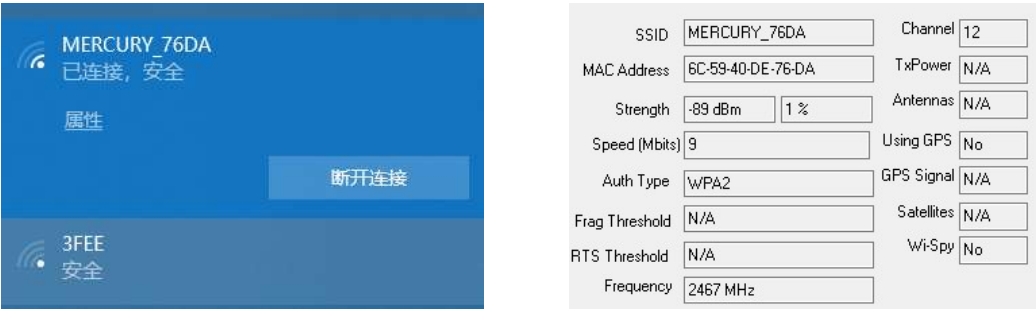 MERCURY_76DA
已连接，安全
属性
断开连接
3FEE
安全
SSID MERCURY_76DA Channel 12
MAC Address 6C-59-40-DE-76-DA TxPower N/A
Strength -89 dBm 1 % Antennas N/A
Speed (Mbits) 9 Using GPS No
Auth Type WPA2 GPS Signal N/A
Frag Threshold N/A Satellites N/A
RTS Threshold N/A Wi-Spy No
Frequency 2467 MHz